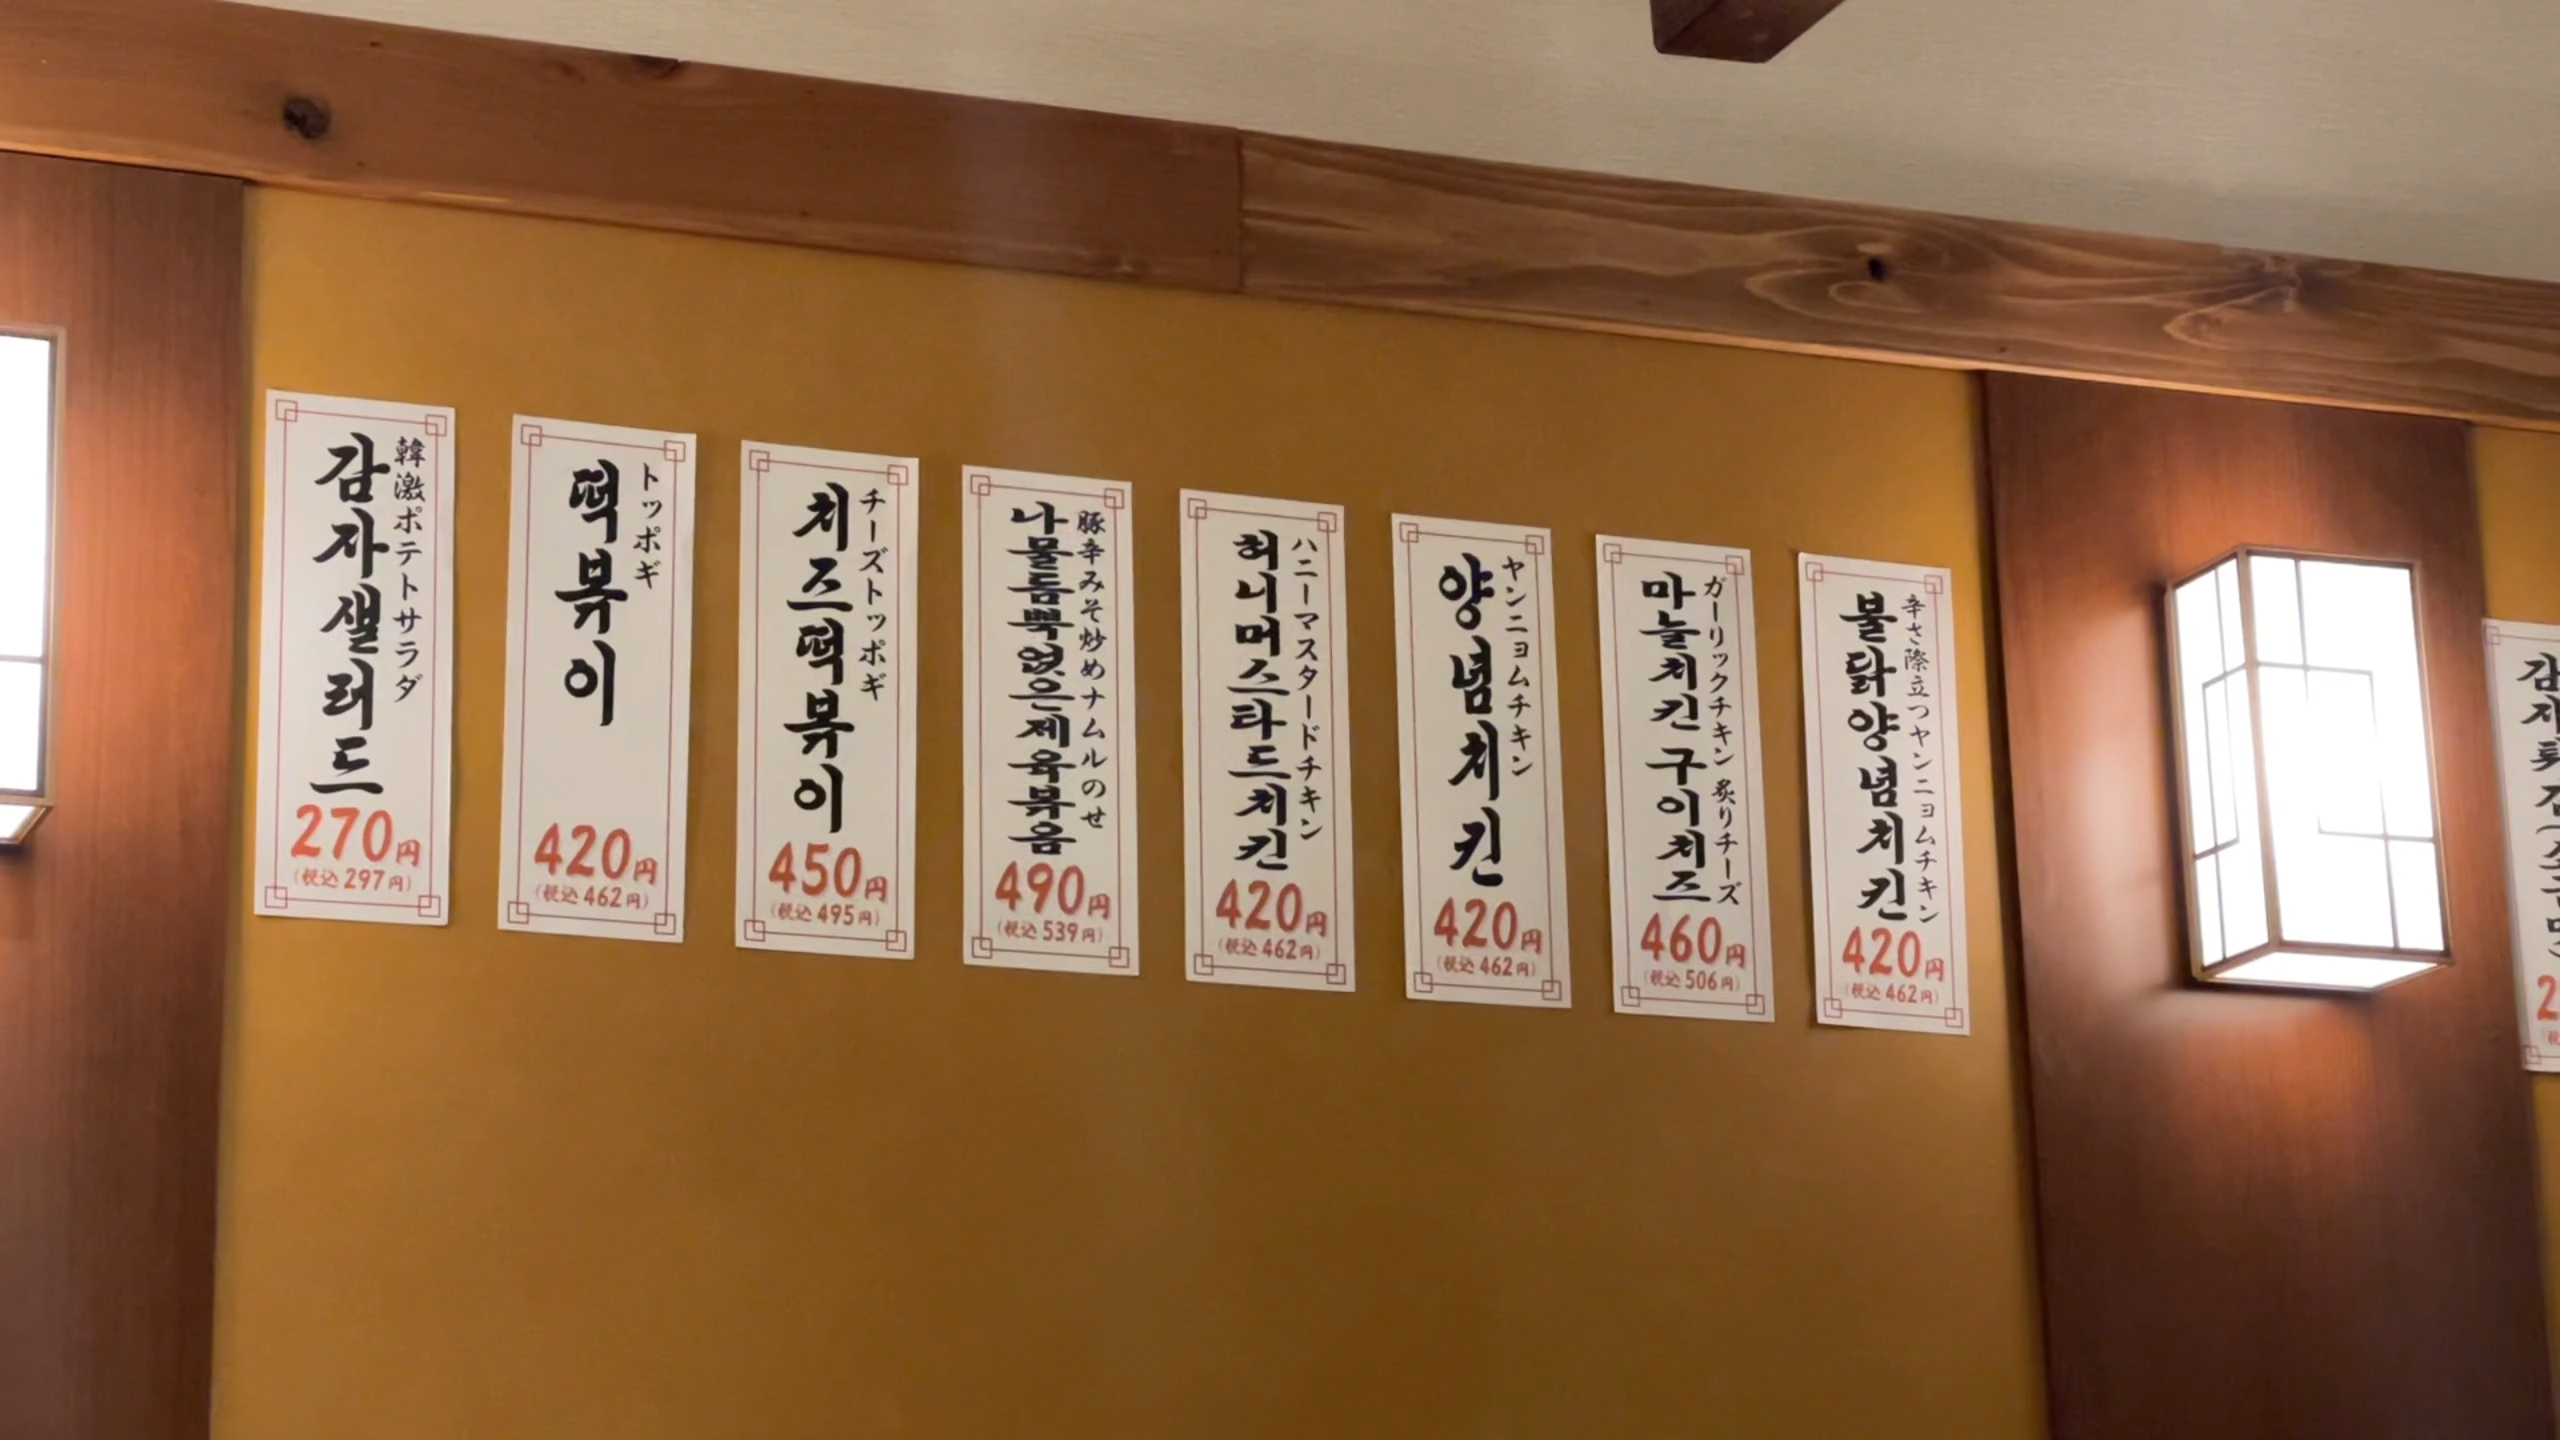 감자샐러드
韓激ポテトサラダ
270円
(税込297円)
떡볶이
トッポギ
420円
(税込462円)
치즈떡볶이
チーズトッポギ
450円
(税込495円)
나물듬뿍얹은제육볶음
豚辛みそ炒めナムルのせ
490円
(税込539円)
허니머스타드치킨
ハニーマスタードチキン
420円
(税込462円)
양념치킨
ヤンニョムチキン
420円
(税込462円)
마늘치킨 구이치즈
ガーリックチキン 炙りチーズ
460円
(税込506円)
불닭양념치킨
辛さ際立つヤンニョムチキン
420円
(税込462円)
감자튀김